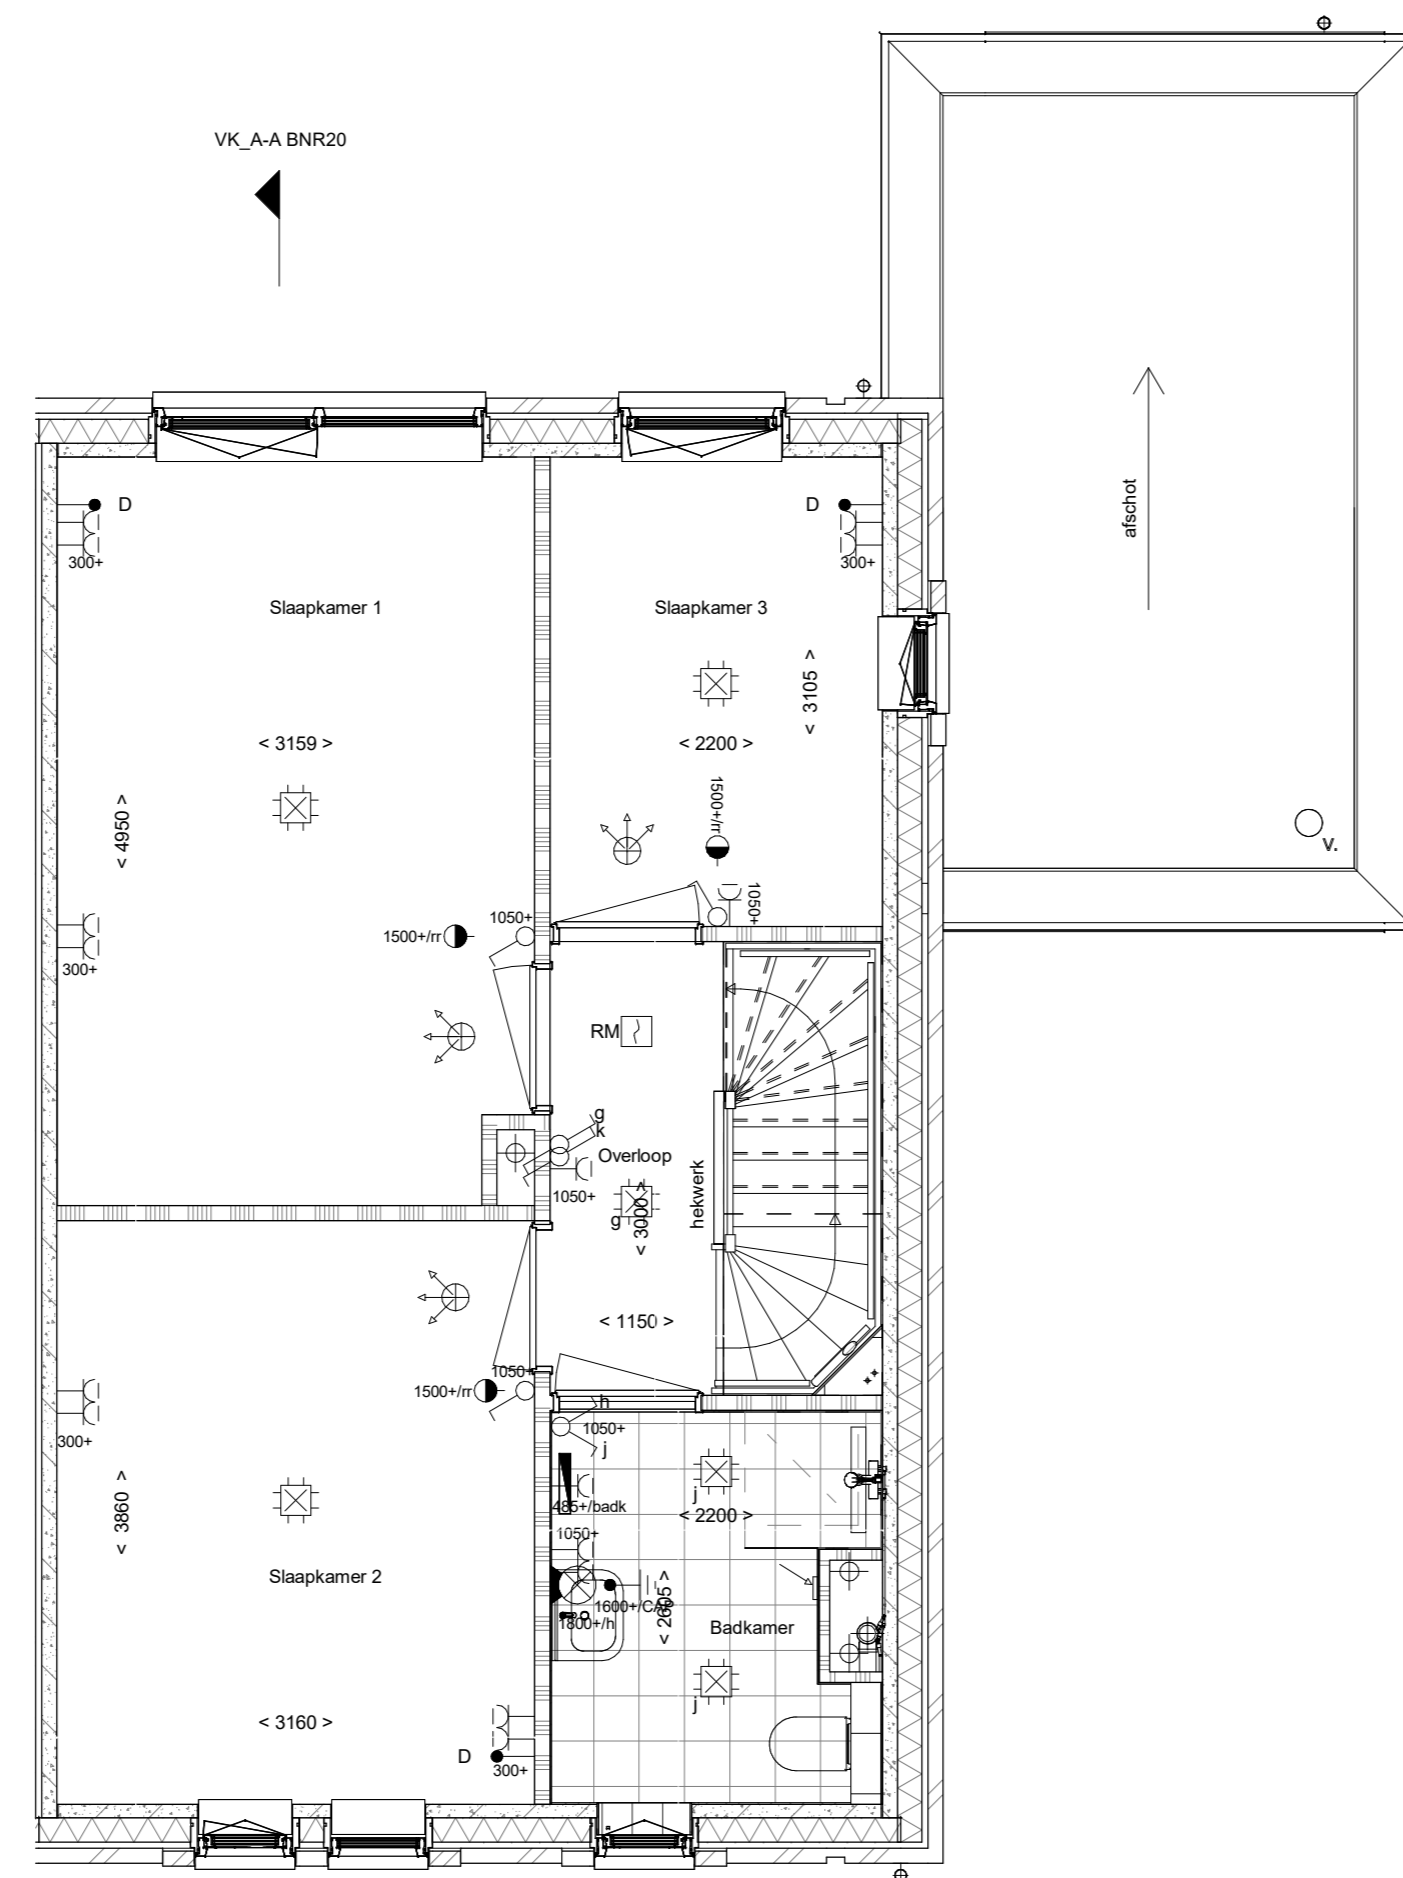 VK_A-A BNR20
D
300+
D
300+
afschot
Slaapkamer 1
Slaapkamer 3
< 3105 >
< 3159 >
< 2200 >
< 4950 >
1500+/rr
V.
1050+
1050+
1500+/rr
300+
RM
g
k
Overloop
1050+
hekwerk
g
< 3000 >
< 1150 >
1050+
1500+/rr
h
1050+
j
300+
j
485+/badk
< 2200 >
< 3860 >
1050+
Slaapkamer 2
1600+/CAI
1800+/h
< 2605 >
Badkamer
j
< 3160 >
D
300+